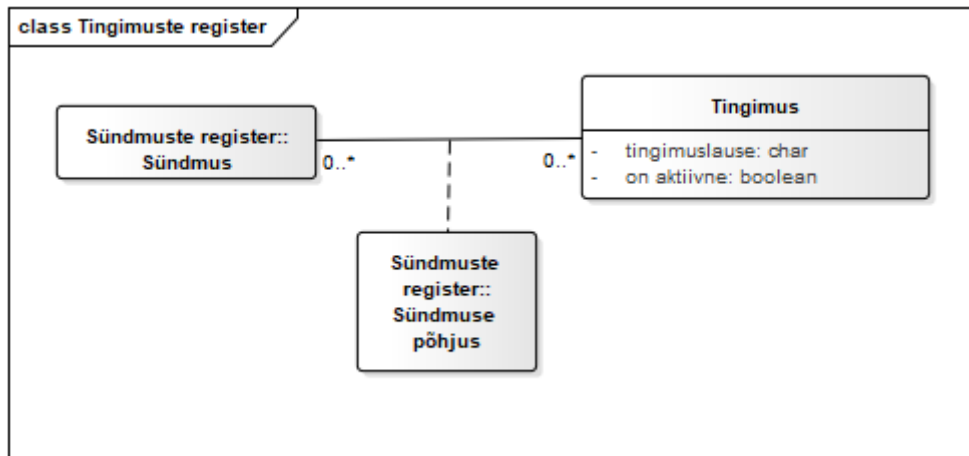 class Tingimuste register
Sündmuste register::
Sündmus
0..*
0..*
Tingimus
- tingimuslause: char
- on aktiivne: boolean
Sündmuste
register::
Sündmuse
põhjus